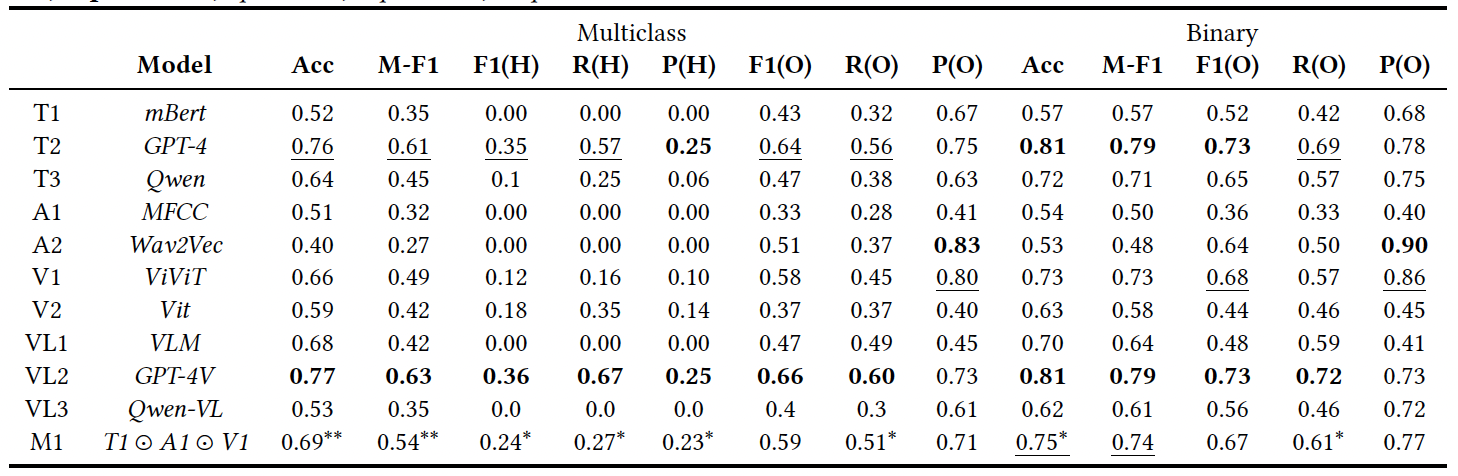 Multiclass Binary
Model Acc M-F1 F1(H) R(H) P(H) F1(O) R(O) P(O) Acc M-F1 F1(O) R(O) P(O)
T1 mBert 0.52 0.35 0.00 0.00 0.00 0.43 0.32 0.67 0.57 0.57 0.52 0.42 0.68
T2 GPT-4 0.76 0.61 0.35 0.57 0.25 0.64 0.56 0.75 0.81 0.79 0.73 0.69 0.78
T3 Qwen 0.64 0.45 0.1 0.25 0.06 0.47 0.38 0.63 0.72 0.71 0.65 0.57 0.75
A1 MFCC 0.51 0.32 0.00 0.00 0.00 0.33 0.28 0.41 0.54 0.50 0.36 0.33 0.40
A2 Wav2Vec 0.40 0.27 0.00 0.00 0.00 0.51 0.37 0.83 0.53 0.48 0.64 0.50 0.90
V1 ViViT 0.66 0.49 0.12 0.16 0.10 0.58 0.45 0.80 0.73 0.73 0.68 0.57 0.86
V2 Vit 0.59 0.42 0.18 0.35 0.14 0.37 0.37 0.40 0.63 0.58 0.44 0.46 0.45
VL1 VLM 0.68 0.42 0.00 0.00 0.00 0.47 0.49 0.45 0.70 0.64 0.48 0.59 0.41
VL2 GPT-4V 0.77 0.63 0.36 0.67 0.25 0.66 0.60 0.73 0.81 0.79 0.73 0.72 0.73
VL3 Qwen-VL 0.53 0.35 0.0 0.0 0.0 0.4 0.3 0.61 0.62 0.61 0.56 0.46 0.72
M1 T1 ⊙ A1 ⊙ V1 0.69** 0.54** 0.24* 0.27* 0.23* 0.59 0.51* 0.71 0.75* 0.74 0.67 0.61* 0.77